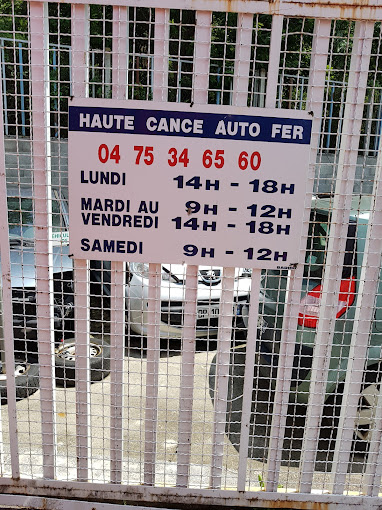 HAUTE CANCE AUTO FER
04 75 34 65 60
LUNDI 14H - 18H
MARDI AU 9H - 12H
VENDREDI 14H - 18H
SAMEDI 9H - 12H